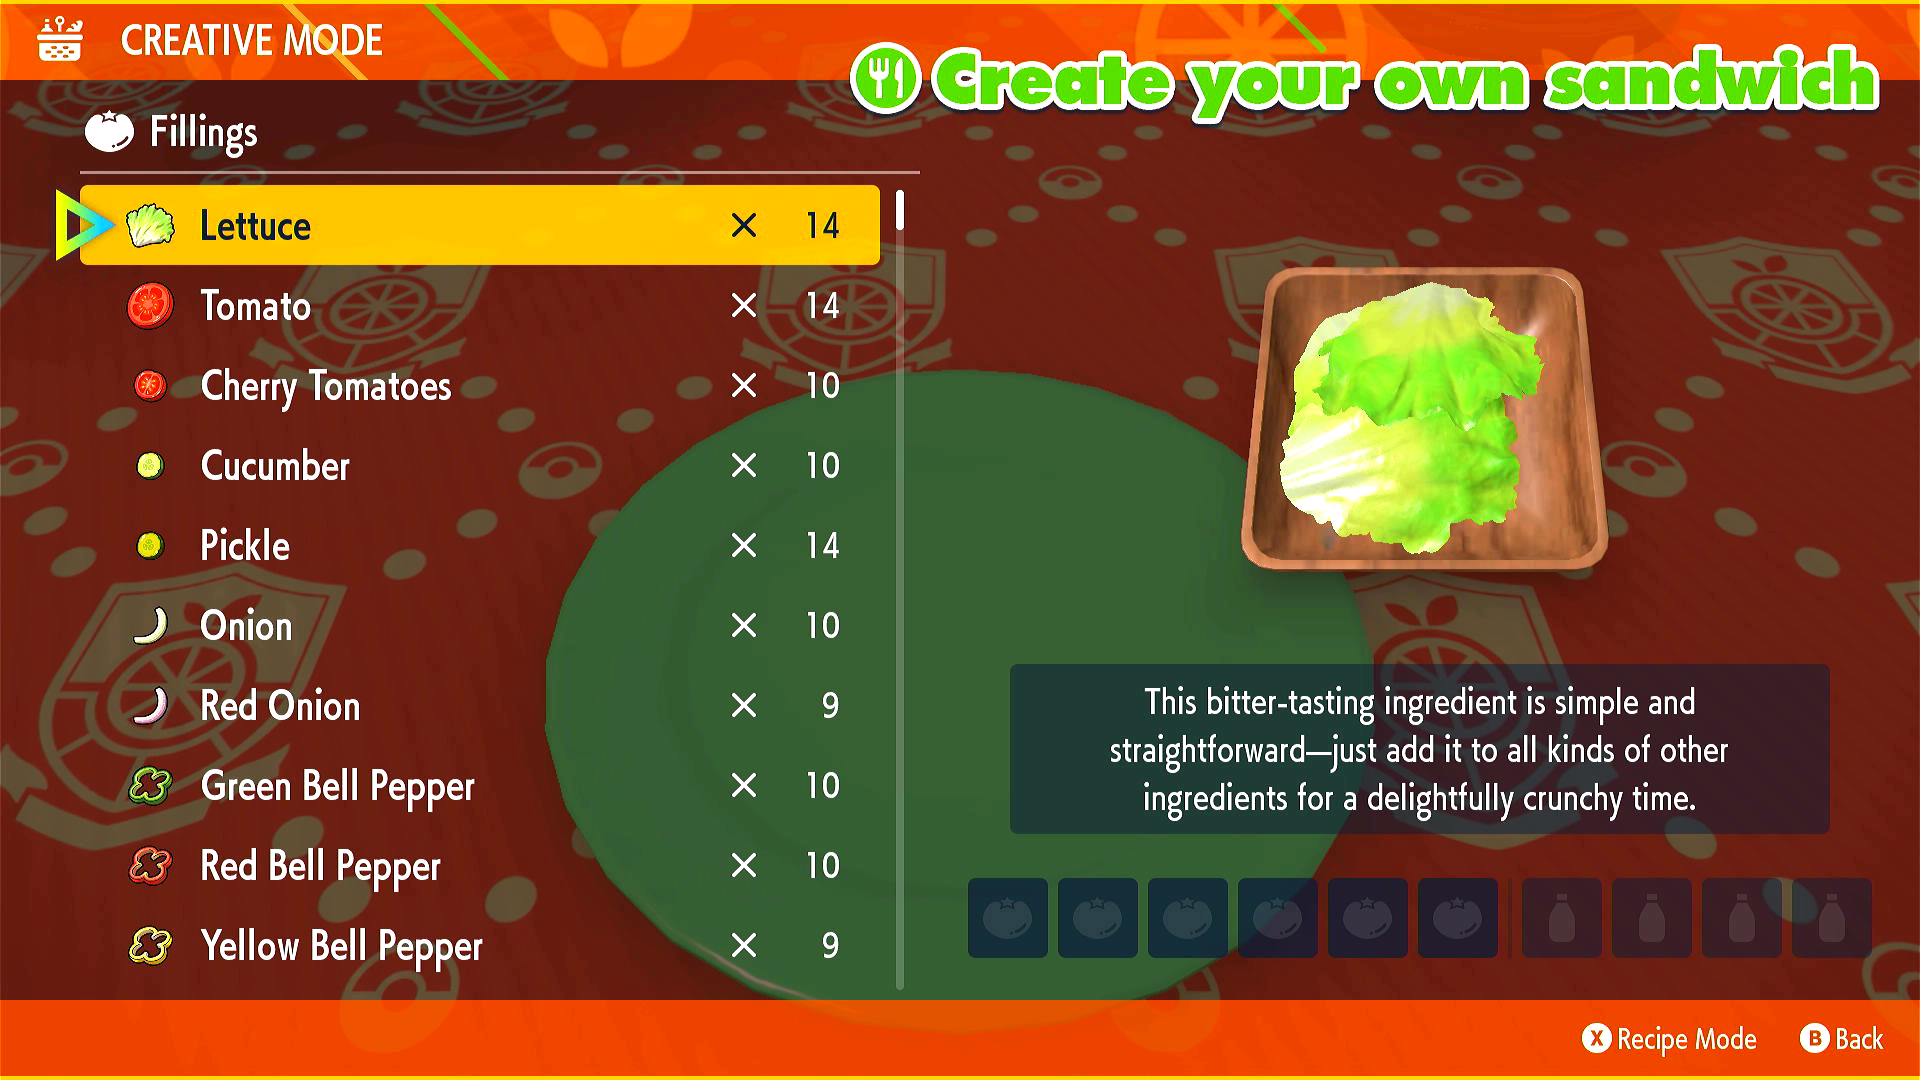 CREATIVE MODE
Create your own sandwich
Fillings
Lettuce × 14
Tomato × 14
Cherry Tomatoes × 10
Cucumber × 10
Pickle × 14
Onion × 10
Red Onion × 9
Green Bell Pepper × 10
Red Bell Pepper × 10
Yellow Bell Pepper × 9
This bitter-tasting ingredient is simple and
straightforward—just add it to all kinds of other
ingredients for a delightfully crunchy time.
X Recipe Mode B Back